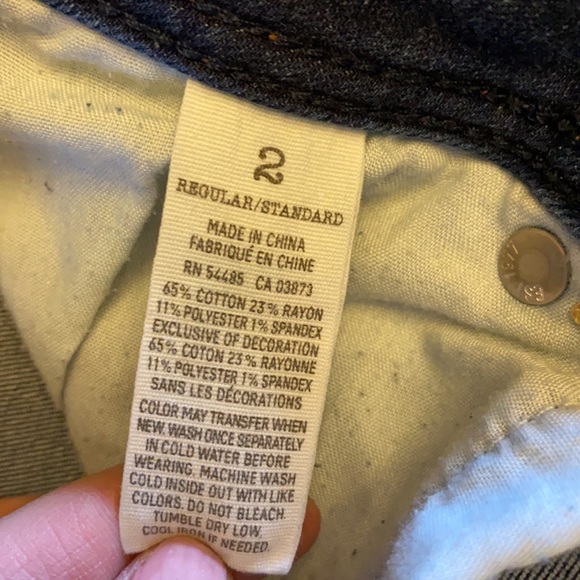 2
REGULAR/STANDARD
MADE IN CHINA
FABRIQUÉ EN CHINE
RN 54485 CA 03873
65% COTTON 23% RAYON
11% POLYESTER 1% SPANDEX
EXCLUSIVE OF DECORATION
65% COTON 23% RAYONNE
11% POLYESTER 1% SPANDEX
SANS LES DÉCORATIONS
COLOR MAY TRANSFER WHEN
NEW. WASH ONCE SEPARATELY
IN COLD WATER BEFORE
WEARING. MACHINE WASH
COLD INSIDE OUT WITH LIKE
COLORS. DO NOT BLEACH.
TUMBLE DRY LOW,
COOL IRON IF NEEDED.
1977